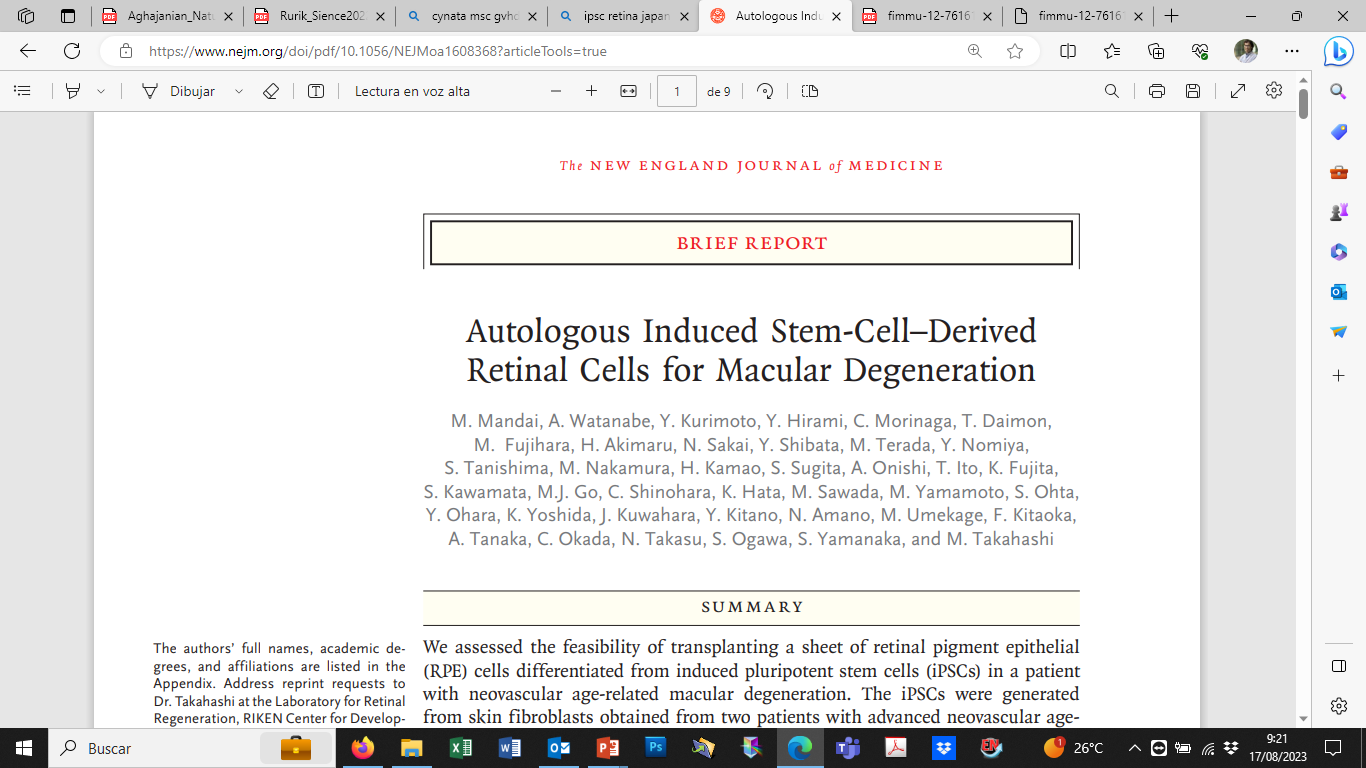 Aghajanian_Natu
Rurik_Sience202
cynata msc gvhd
ipsc retina japan
Autologous Indu
fimmu-12-7616
fimmu-12-7616
https://www.nejm.org/doi/pdf/10.1056/NEJMoa1608368?articleTools=true
Dibujar
Lectura en voz alta
1
de 9
The NEW ENGLAND JOURNAL of MEDICINE
BRIEF REPORT
Autologous Induced Stem-Cell–Derived
Retinal Cells for Macular Degeneration
M. Mandai, A. Watanabe, Y. Kurimoto, Y. Hirami, C. Morinaga, T. Daimon,
M. Fujihara, H. Akimaru, N. Sakai, Y. Shibata, M. Terada, Y. Nomiya,
S. Tanishima, M. Nakamura, H. Kamao, S. Sugita, A. Onishi, T. Ito, K. Fujita,
S. Kawamata, M.J. Go, C. Shinohara, K. Hata, M. Sawada, M. Yamamoto, S. Ohta,
Y. Ohara, K. Yoshida, J. Kuwahara, Y. Kitano, N. Amano, M. Umekage, F. Kitaoka,
A. Tanaka, C. Okada, N. Takasu, S. Ogawa, S. Yamanaka, and M. Takahashi
SUMMARY
The authors' full names, academic de-
grees, and affiliations are listed in the
Appendix. Address reprint requests to
Dr. Takahashi at the Laboratory for Retinal
Regeneration, RIKEN Center for Develop-
We assessed the feasibility of transplanting a sheet of retinal pigment epithelial
(RPE) cells differentiated from induced pluripotent stem cells (iPSCs) in a patient
with neovascular age-related macular degeneration. The iPSCs were generated
from skin fibroblasts obtained from two patients with advanced neovascular age-
Buscar
1
26°C
9:21
17/08/2023